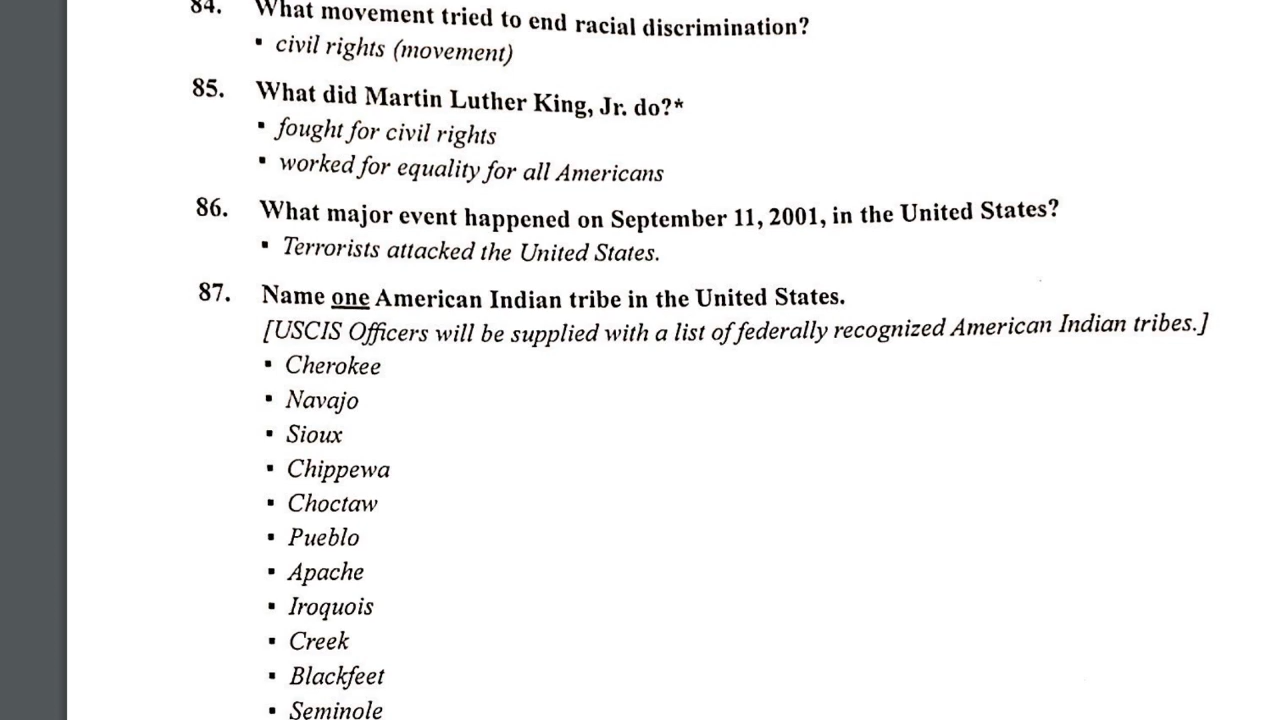 84. What movement tried to end racial discrimination?
▪ civil rights (movement)
85. What did Martin Luther King, Jr. do?*
▪ fought for civil rights
▪ worked for equality for all Americans
86. What major event happened on September 11, 2001, in the United States?
▪ Terrorists attacked the United States.
87. Name one American Indian tribe in the United States.
[USCIS Officers will be supplied with a list of federally recognized American Indian tribes.]
▪ Cherokee
▪ Navajo
▪ Sioux
▪ Chippewa
▪ Choctaw
▪ Pueblo
▪ Apache
▪ Iroquois
▪ Creek
▪ Blackfeet
▪ Seminole